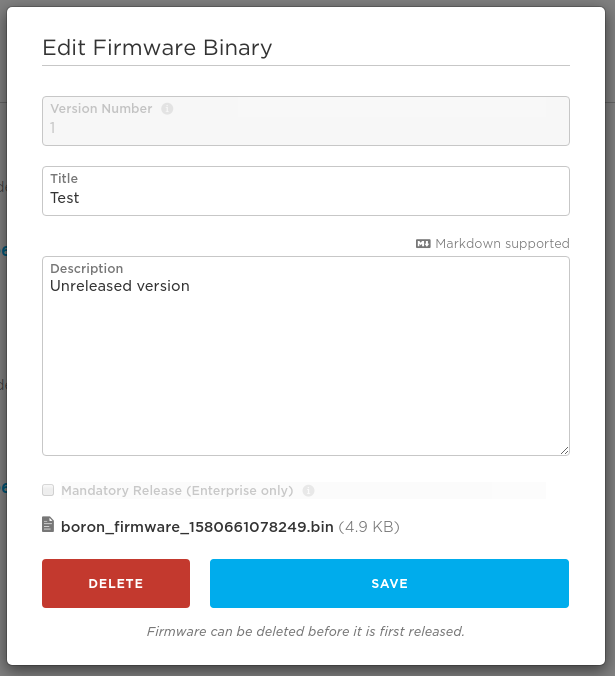 Edit Firmware Binary
Version Number
1
Title
Test
Markdown supported
Description
Unreleased version
Mandatory Release (Enterprise only)
boron_firmware_1580661078249.bin (4.9 KB)
DELETE
SAVE
Firmware can be deleted before it is first released.